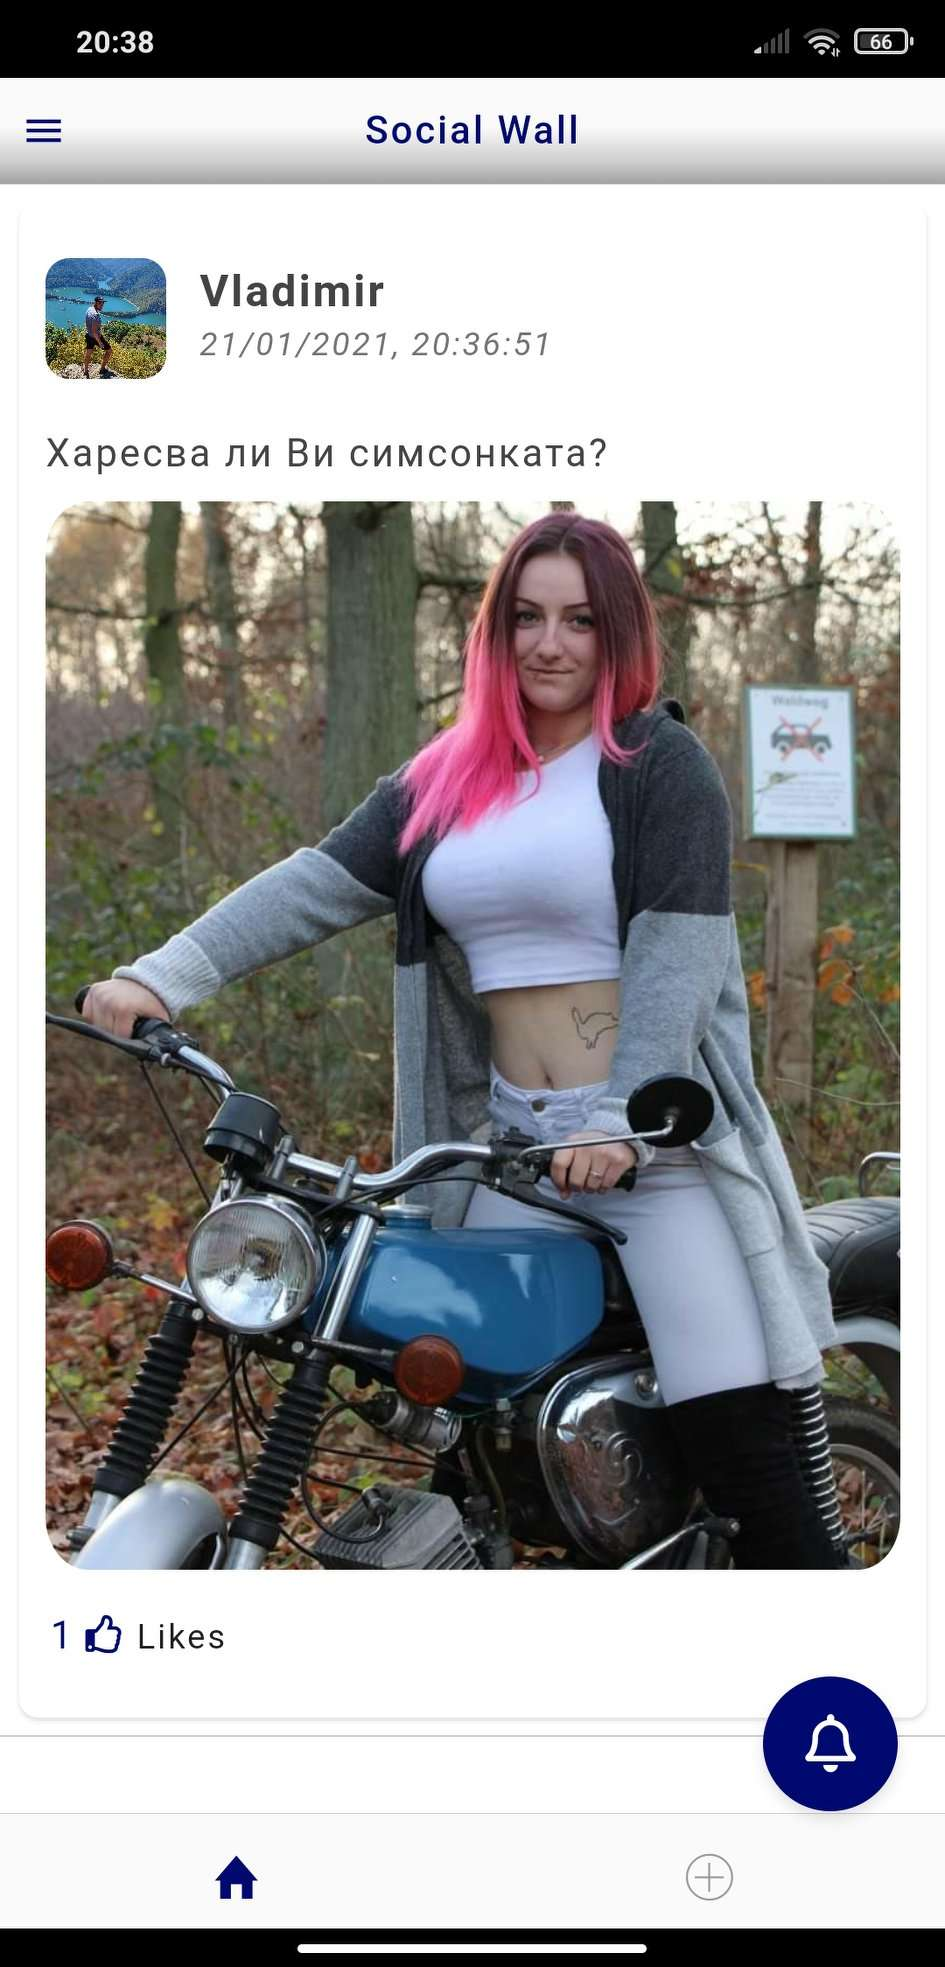 20:38
66
Social Wall
Vladimir
21/01/2021, 20:36:51
Харесва ли Ви симсонката?
Waldweg
1 Likes